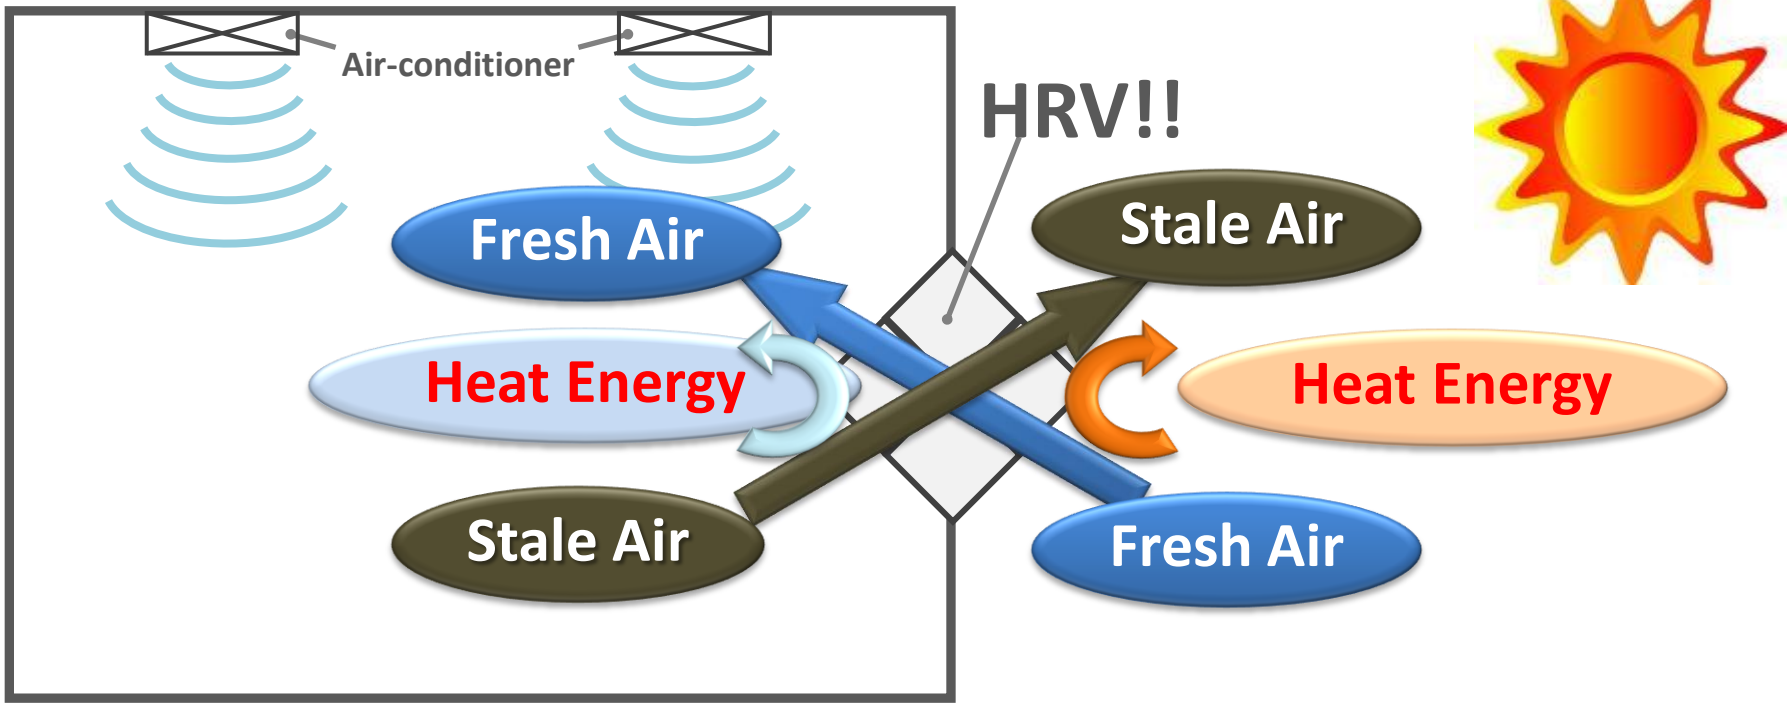 Air-conditioner
HRV!!
Fresh Air
Stale Air
Heat Energy
Heat Energy
Stale Air
Fresh Air